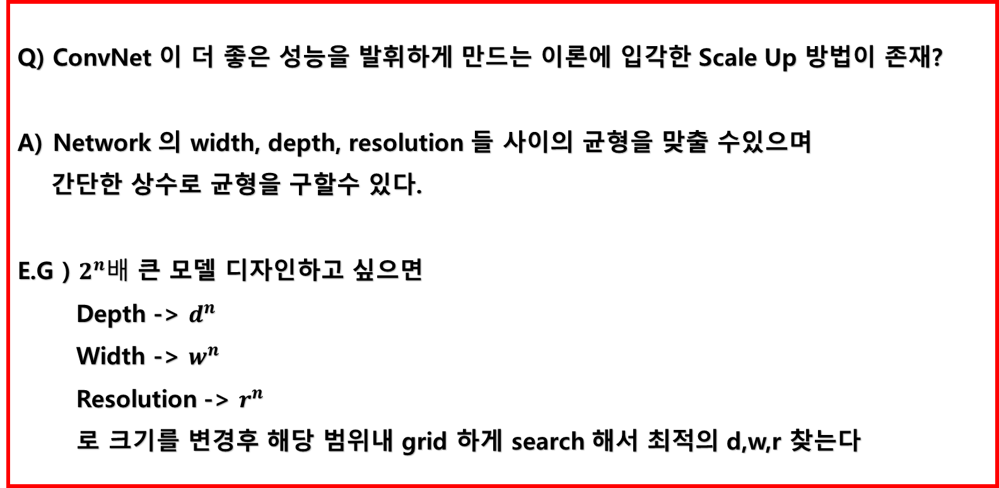 Q) ConvNet 이 더 좋은 성능을 발휘하게 만드는 이론에 입각한 Scale Up 방법이 존재?
A) Network 의 width, depth, resolution 들 사이의 균형을 맞출 수있으며
간단한 상수로 균형을 구할수 있다.
E.G ) 2ⁿ배 큰 모델 디자인하고 싶으면
Depth -> dⁿ
Width -> wⁿ
Resolution -> rⁿ
로 크기를 변경후 해당 범위내 grid 하게 search 해서 최적의 d,w,r 찾는다